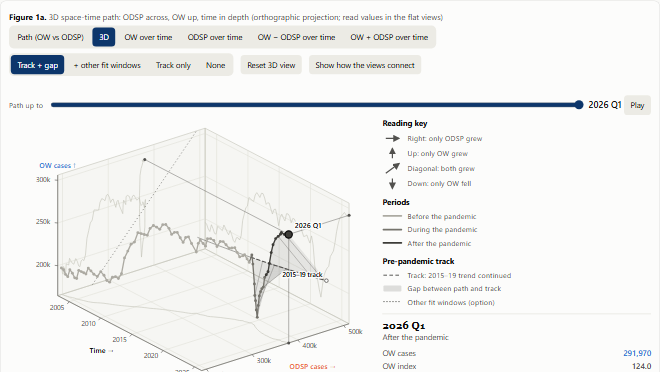 Figure 1a. 3D space-time path: ODSP across, OW up, time in depth (orthographic projection; read values in the flat views)
Path (OW vs ODSP) 3D OW over time ODSP over time OW − ODSP over time OW + ODSP over time
Track + gap + other fit windows Track only None Reset 3D view Show how the views connect
Path up to 2026 Q1 Play
OW cases ↑
300k
250k
200k
2026 Q1
2015–19 track
2005
2010
2015
2020
Time →
300k
400k
500k
ODSP cases →
Reading key
Right: only ODSP grew
Up: only OW grew
Diagonal: both grew
Down: only OW fell
Periods
Before the pandemic
During the pandemic
After the pandemic
Pre-pandemic track
Track: 2015–19 trend continued
Gap between path and track
Other fit windows (option)
2026 Q1
After the pandemic
OW cases 291,970
OW index 124.0